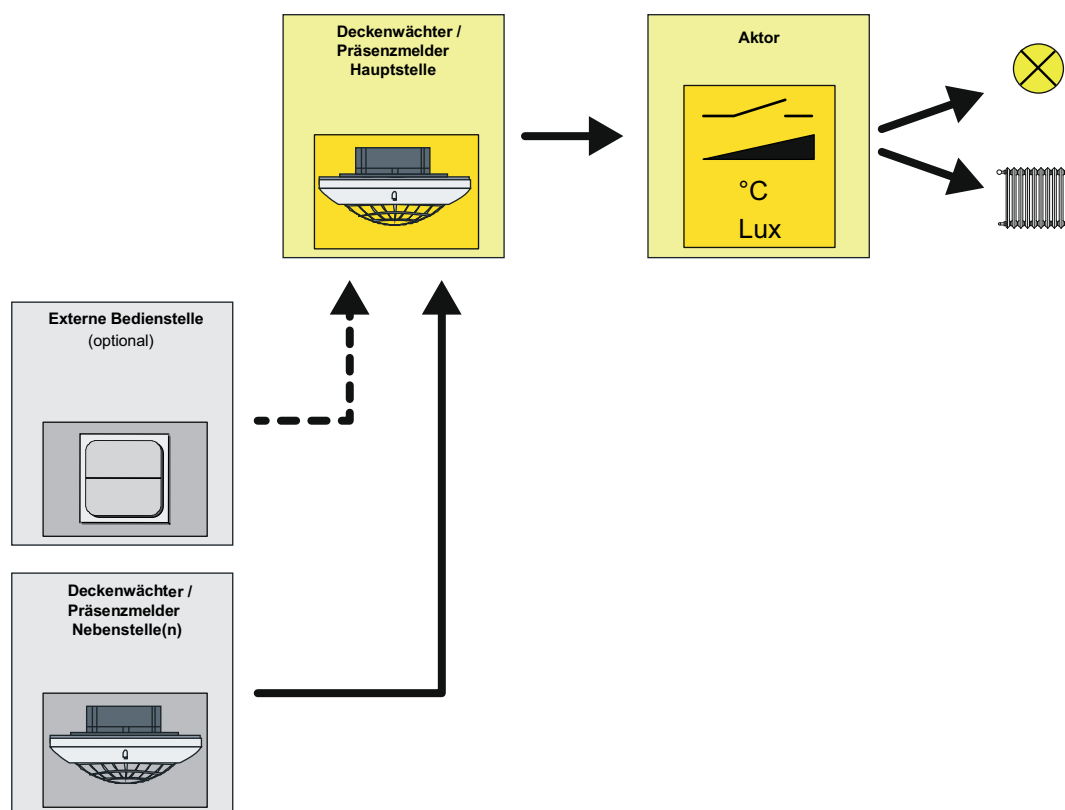 Deckenwächter /
Präsenzmelder
Hauptstelle
Aktor
°C
Lux
Externe Bedienstelle
(optional)
Deckenwächter /
Präsenzmelder
Nebenstelle(n)